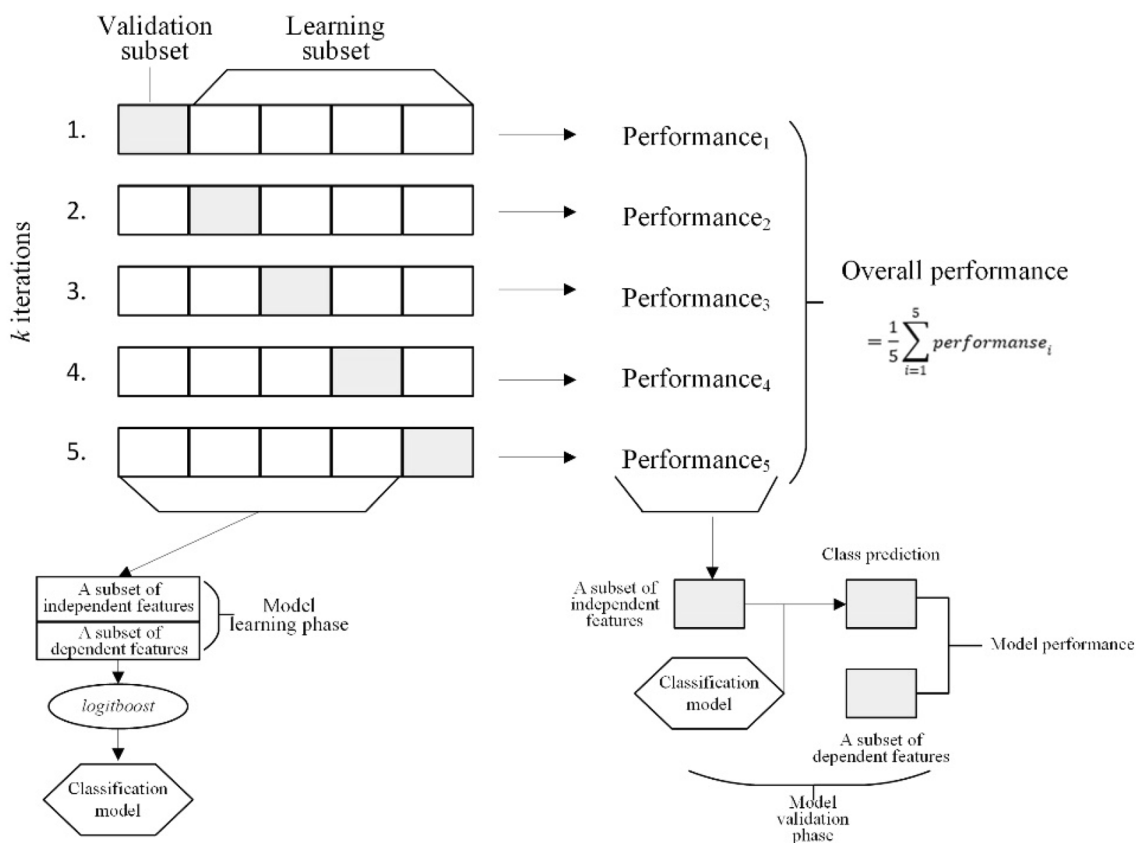 Validation
subset
Learning
subset
k iterations
1.
Performance₁
2.
Performance₂
3.
Performance₃
4.
Performance₄
5.
Performance₅
Overall performance
= 1/5 ∑_{i=1}^{5} performanse_i
A subset of
independent features
A subset of
dependent features
Model
learning phase
logitboost
Classification
model
A subset of
independent
features
Class prediction
Classification
model
Model performance
A subset of
dependent features
Model
validation
phase